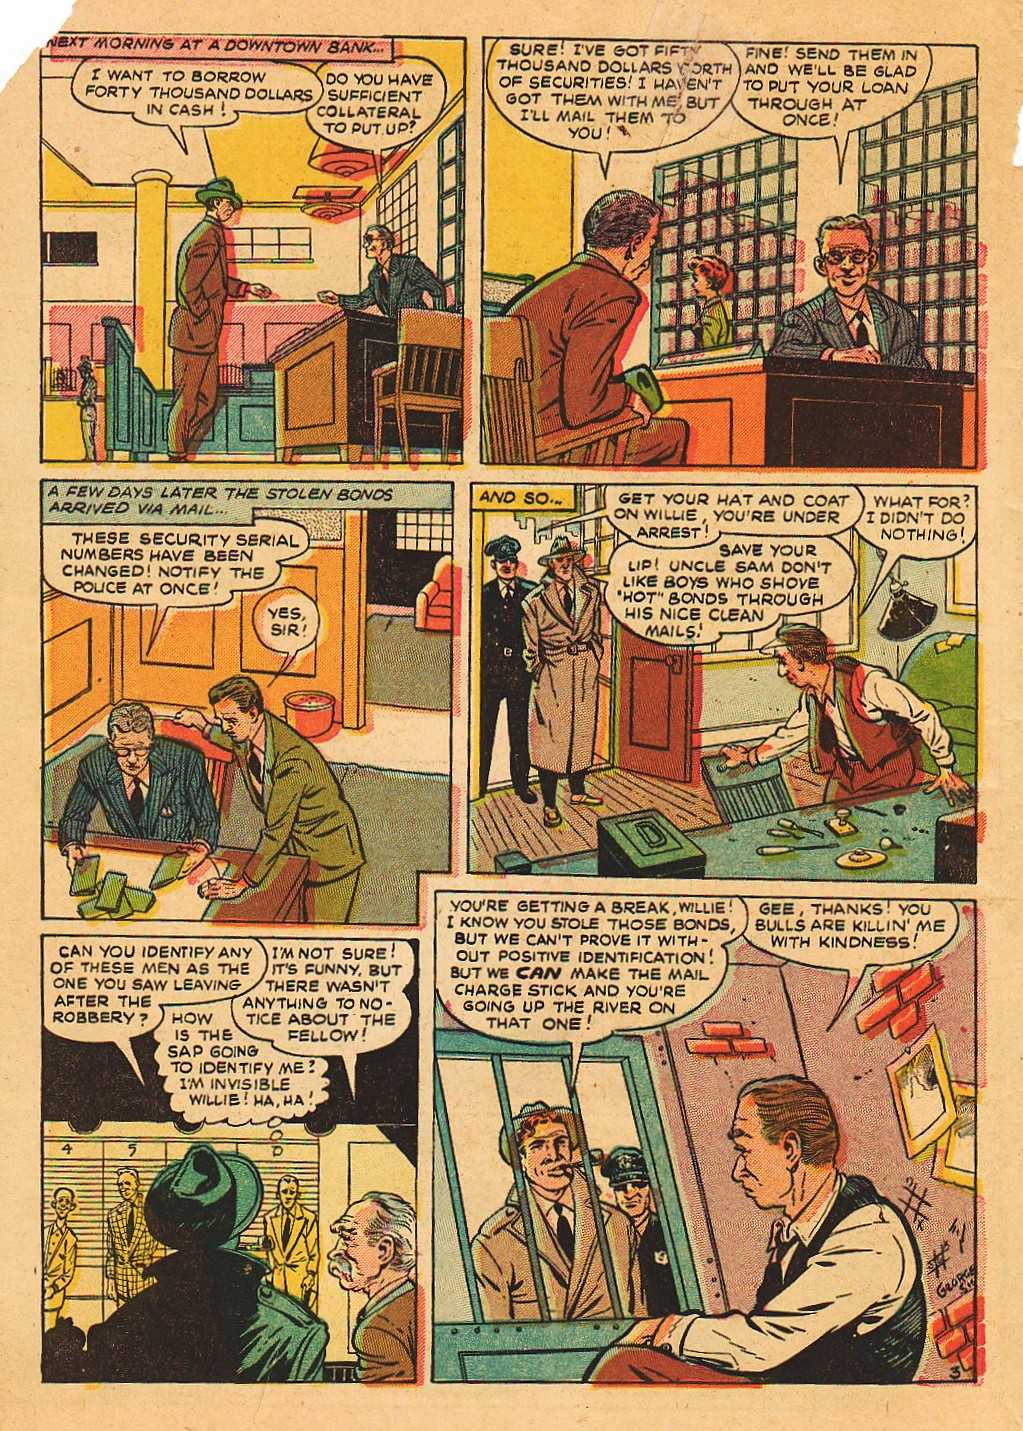 NEXT MORNING AT A DOWNTOWN BANK...
I WANT TO BORROW
FORTY THOUSAND DOLLARS
IN CASH!
DO YOU HAVE
SUFFICIENT
COLLATERAL
TO PUT UP?
SURE! I'VE GOT FIFTY
THOUSAND DOLLARS WORTH
OF SECURITIES! I HAVEN'T
GOT THEM WITH ME, BUT
I'LL MAIL THEM TO
YOU!
FINE! SEND THEM IN
AND WE'LL BE GLAD
TO PUT YOUR LOAN
THROUGH AT
ONCE!
A FEW DAYS LATER THE STOLEN BONDS
ARRIVED VIA MAIL...
THESE SECURITY SERIAL
NUMBERS HAVE BEEN
CHANGED! NOTIFY THE
POLICE AT ONCE!
YES,
SIR!
AND SO...
GET YOUR HAT AND COAT
ON WILLIE, YOU'RE UNDER
ARREST!
WHAT FOR?
I DIDN'T DO
NOTHING!
SAVE YOUR
LIP! UNCLE SAM DON'T
LIKE BOYS WHO SHOVE
"HOT" BONDS THROUGH
HIS NICE CLEAN
MAILS!
CAN YOU IDENTIFY ANY
OF THESE MEN AS THE
ONE YOU SAW LEAVING
AFTER THE
ROBBERY?
I'M NOT SURE!
IT'S FUNNY, BUT
THERE WASN'T
ANYTHING TO NO-
TICE ABOUT THE
FELLOW!
HOW
IS THE
SAP GOING
TO IDENTIFY ME?
I'M INVISIBLE
WILLIE! HA, HA!
4 5
YOU'RE GETTING A BREAK, WILLIE!
I KNOW YOU STOLE THOSE BONDS,
BUT WE CAN'T PROVE IT WITH-
OUT POSITIVE IDENTIFICATION!
BUT WE CAN MAKE THE MAIL
CHARGE STICK AND YOU'RE
GOING UP THE RIVER ON
THAT ONE!
GEE, THANKS! YOU
BULLS ARE KILLIN' ME
WITH KINDNESS!
GEORGE
3